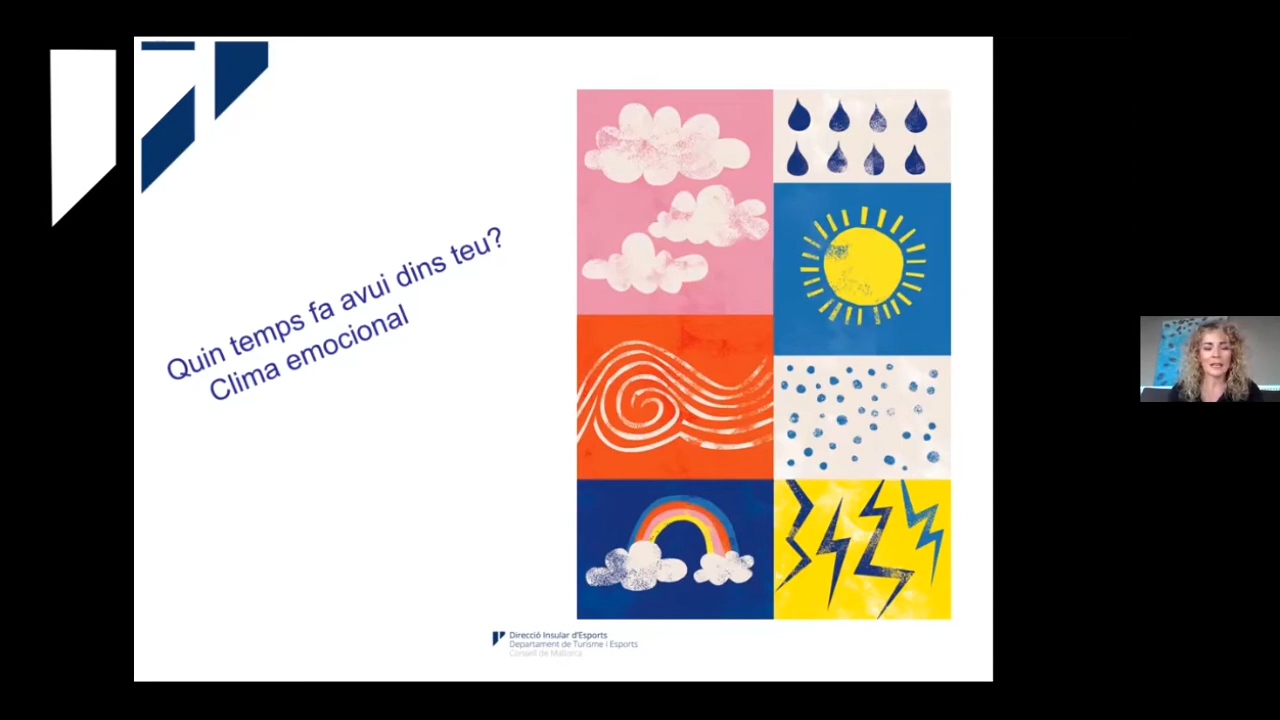 Quin temps fa avui dins teu?
Clima emocional
Direcció Insular d'Esports
Departament de Turisme i Esports
Consell de Mallorca